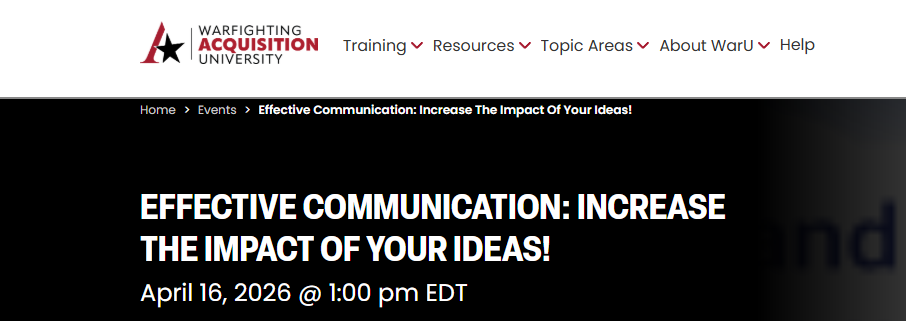 WARFIGHTING
ACQUISITION
UNIVERSITY
Training Resources Topic Areas About WarU Help
Home > Events > Effective Communication: Increase The Impact Of Your Ideas!
EFFECTIVE COMMUNICATION: INCREASE
THE IMPACT OF YOUR IDEAS!
and
April 16, 2026 @ 1:00 pm EDT